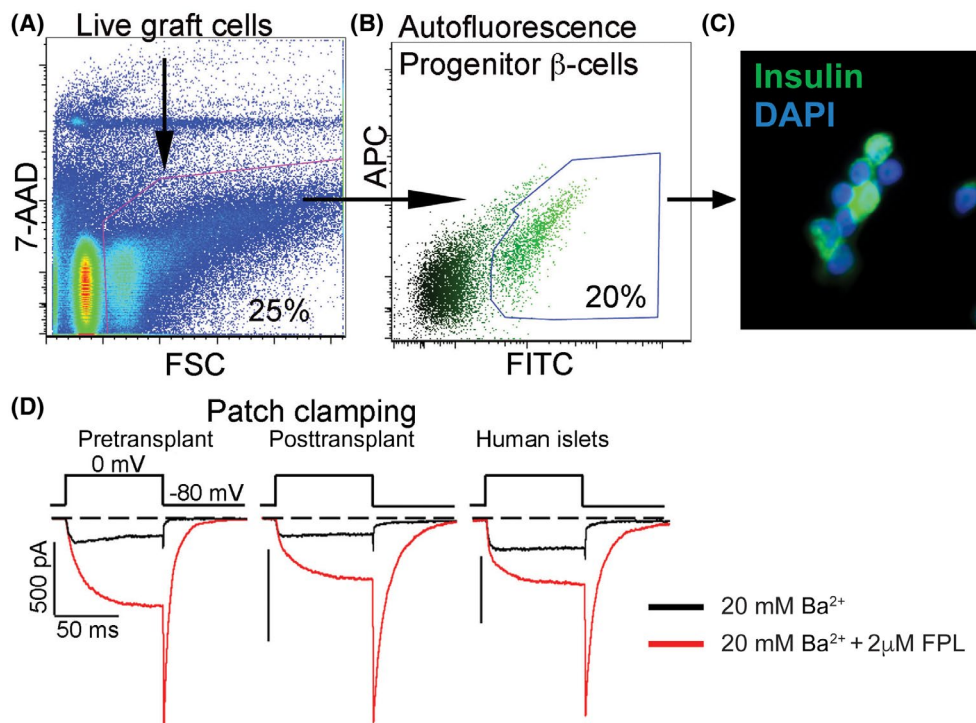 (A)
Live graft cells
7-AAD
25%
FSC
(B)
Autofluorescence
Progenitor β-cells
APC
20%
FITC
(C)
Insulin
DAPI
(D)
Patch clamping
Pretransplant
Posttransplant
Human islets
0 mV
-80 mV
500 pA
50 ms
20 mM Ba²⁺
20 mM Ba²⁺ + 2μM FPL